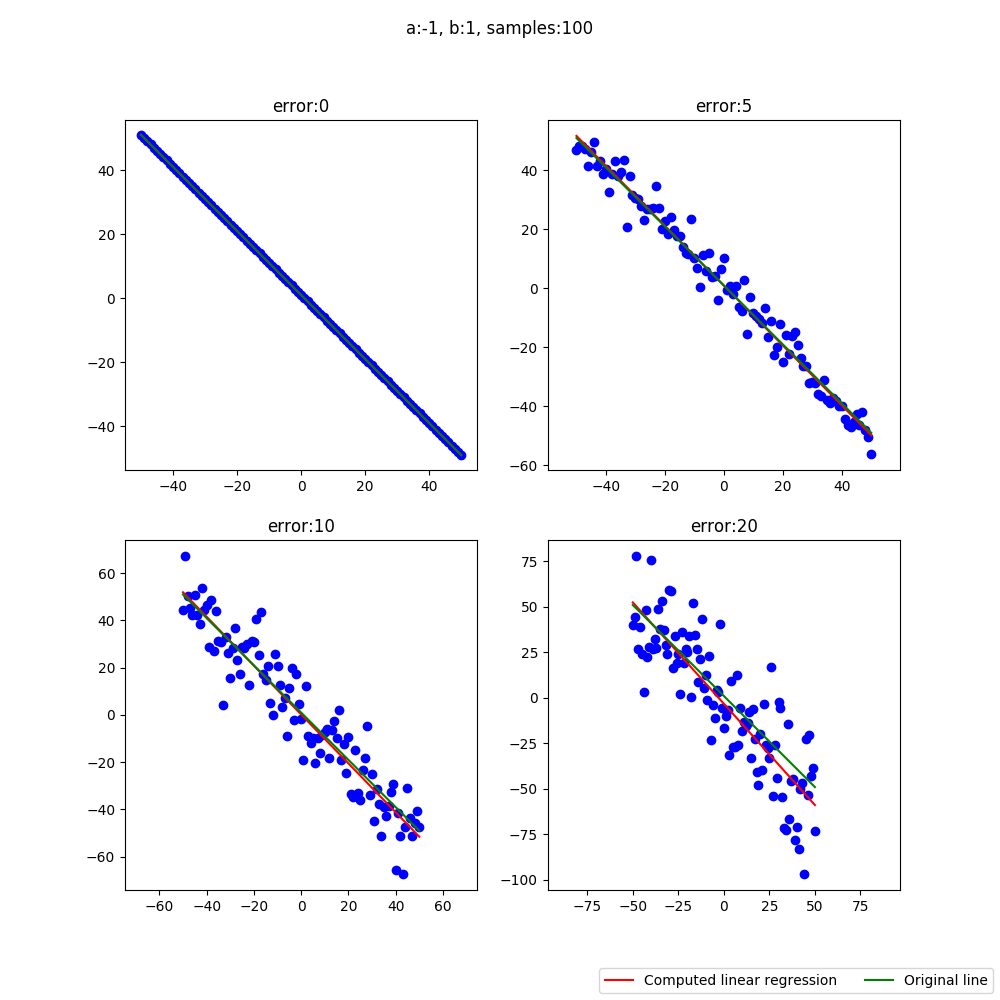 a:-1, b:1, samples:100
error:0
error:5
40
20
0
−20
−40
−40 −20 0 20 40
40
20
0
−20
−40
−60
−40 −20 0 20 40
error:10
error:20
60
40
20
0
−20
−40
−60
−60 −40 −20 0 20 40 60
75
50
25
0
−25
−50
−75
−100
−75 −50 −25 0 25 50 75
Computed linear regression Original line